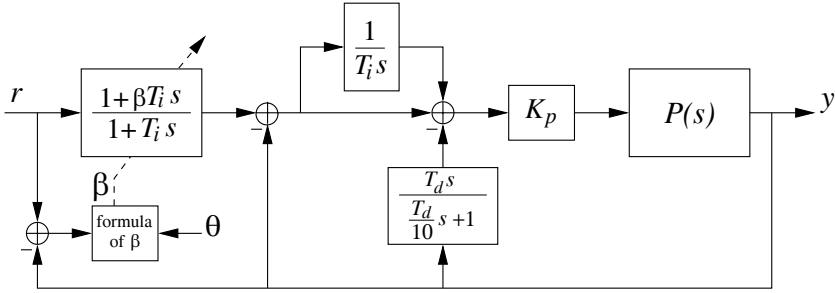 1
T_i s
r
1+βT_i s
1+T_i s
K_p
P(s)
y
β
T_d s
T_d
10
s+1
formula
of β
θ